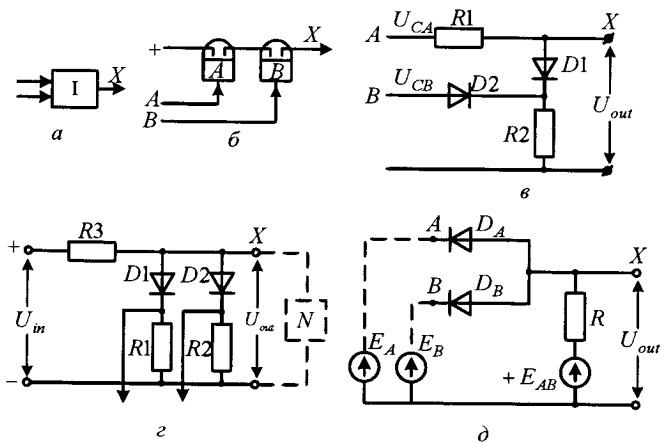 I
X
а
+
A
B
X
A
B
б
A
U_CA
R1
X
D1
B
U_CB
D2
R2
U_out
в
+
R3
X
D1
D2
U_in
R1
R2
U_out
N
–
г
A
D_A
X
B
D_B
R
E_A
E_B
+ E_AB
U_out
д